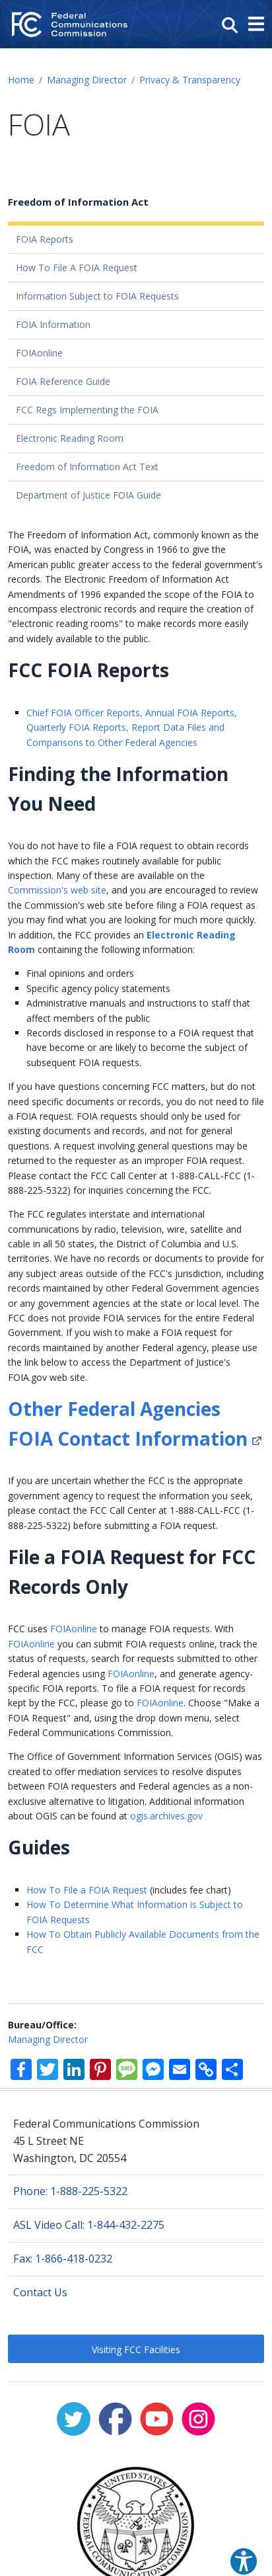 FC Federal
Communications
Commission
Home / Managing Director / Privacy & Transparency
FOIA
Freedom of Information Act
FOIA Reports
How To File A FOIA Request
Information Subject to FOIA Requests
FOIA Information
FOIAonline
FOIA Reference Guide
FCC Regs Implementing the FOIA
Electronic Reading Room
Freedom of Information Act Text
Department of Justice FOIA Guide
The Freedom of Information Act, commonly known as the
FOIA, was enacted by Congress in 1966 to give the
American public greater access to the federal government's
records. The Electronic Freedom of Information Act
Amendments of 1996 expanded the scope of the FOIA to
encompass electronic records and require the creation of
"electronic reading rooms" to make records more easily
and widely available to the public.
FCC FOIA Reports
Chief FOIA Officer Reports, Annual FOIA Reports,
Quarterly FOIA Reports, Report Data Files and
Comparisons to Other Federal Agencies
Finding the Information
You Need
You do not have to file a FOIA request to obtain records
which the FCC makes routinely available for public
inspection. Many of these are available on the
Commission's web site, and you are encouraged to review
the Commission's web site before filing a FOIA request as
you may find what you are looking for much more quickly.
In addition, the FCC provides an Electronic Reading
Room containing the following information:
Final opinions and orders
Specific agency policy statements
Administrative manuals and instructions to staff that
affect members of the public
Records disclosed in response to a FOIA request that
have become or are likely to become the subject of
subsequent FOIA requests.
If you have questions concerning FCC matters, but do not
need specific documents or records, you do not need to file
a FOIA request. FOIA requests should only be used for
existing documents and records, and not for general
questions. A request involving general questions may be
returned to the requester as an improper FOIA request.
Please contact the FCC Call Center at 1-888-CALL-FCC (1-
888-225-5322) for inquiries concerning the FCC.
The FCC regulates interstate and international
communications by radio, television, wire, satellite and
cable in all 50 states, the District of Columbia and U.S.
territories. We have no records or documents to provide for
any subject areas outside of the FCC's jurisdiction, including
records maintained by other Federal Government agencies
or any government agencies at the state or local level. The
FCC does not provide FOIA services for the entire Federal
Government. If you wish to make a FOIA request for
records maintained by another Federal agency, please use
the link below to access the Department of Justice's
FOIA.gov web site.
Other Federal Agencies
FOIA Contact Information
If you are uncertain whether the FCC is the appropriate
government agency to request the information you seek,
please contact the FCC Call Center at 1-888-CALL-FCC (1-
888-225-5322) before submitting a FOIA request.
File a FOIA Request for FCC
Records Only
FCC uses FOIAonline to manage FOIA requests. With
FOIAonline you can submit FOIA requests online, track the
status of requests, search for requests submitted to other
Federal agencies using FOIAonline, and generate agency-
specific FOIA reports. To file a FOIA request for records
kept by the FCC, please go to FOIAonline. Choose "Make a
FOIA Request" and, using the drop down menu, select
Federal Communications Commission.
The Office of Government Information Services (OGIS) was
created to offer mediation services to resolve disputes
between FOIA requesters and Federal agencies as a non-
exclusive alternative to litigation. Additional information
about OGIS can be found at ogis.archives.gov
Guides
How To File a FOIA Request (includes fee chart)
How To Determine What Information is Subject to
FOIA Requests
How To Obtain Publicly Available Documents from the
FCC
Bureau/Office:
Managing Director
SMS
Federal Communications Commission
45 L Street NE
Washington, DC 20554
Phone: 1-888-225-5322
ASL Video Call: 1-844-432-2275
Fax: 1-866-418-0232
Contact Us
Visiting FCC Facilities
FEDERAL COMMUNICATIONS COMMISSION